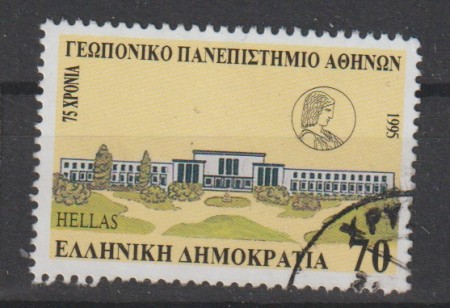 ΓΕΩΠΟΝΙΚΟ ΠΑΝΕΠΙΣΤΗΜΙΟ ΑΘΗΝΩΝ
75 ΧΡΟΝΙΑ
1995
HELLAS
ΕΛΛΗΝΙΚΗ ΔΗΜΟΚΡΑΤΙΑ
70